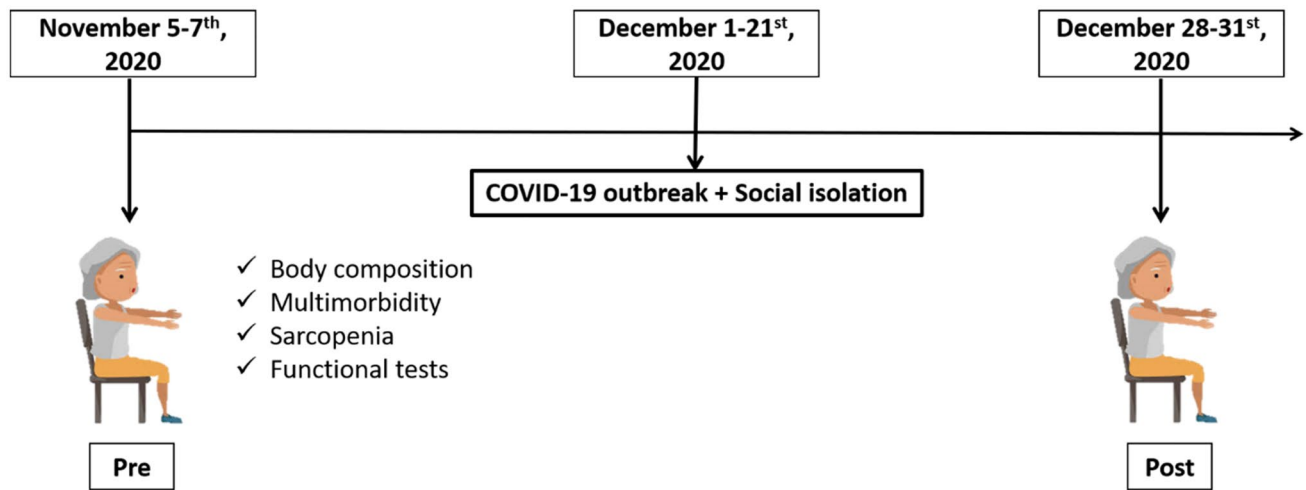 November 5-7th,
2020
December 1-21st,
2020
December 28-31st,
2020
COVID-19 outbreak + Social isolation
✓ Body composition
✓ Multimorbidity
✓ Sarcopenia
✓ Functional tests
Pre
Post